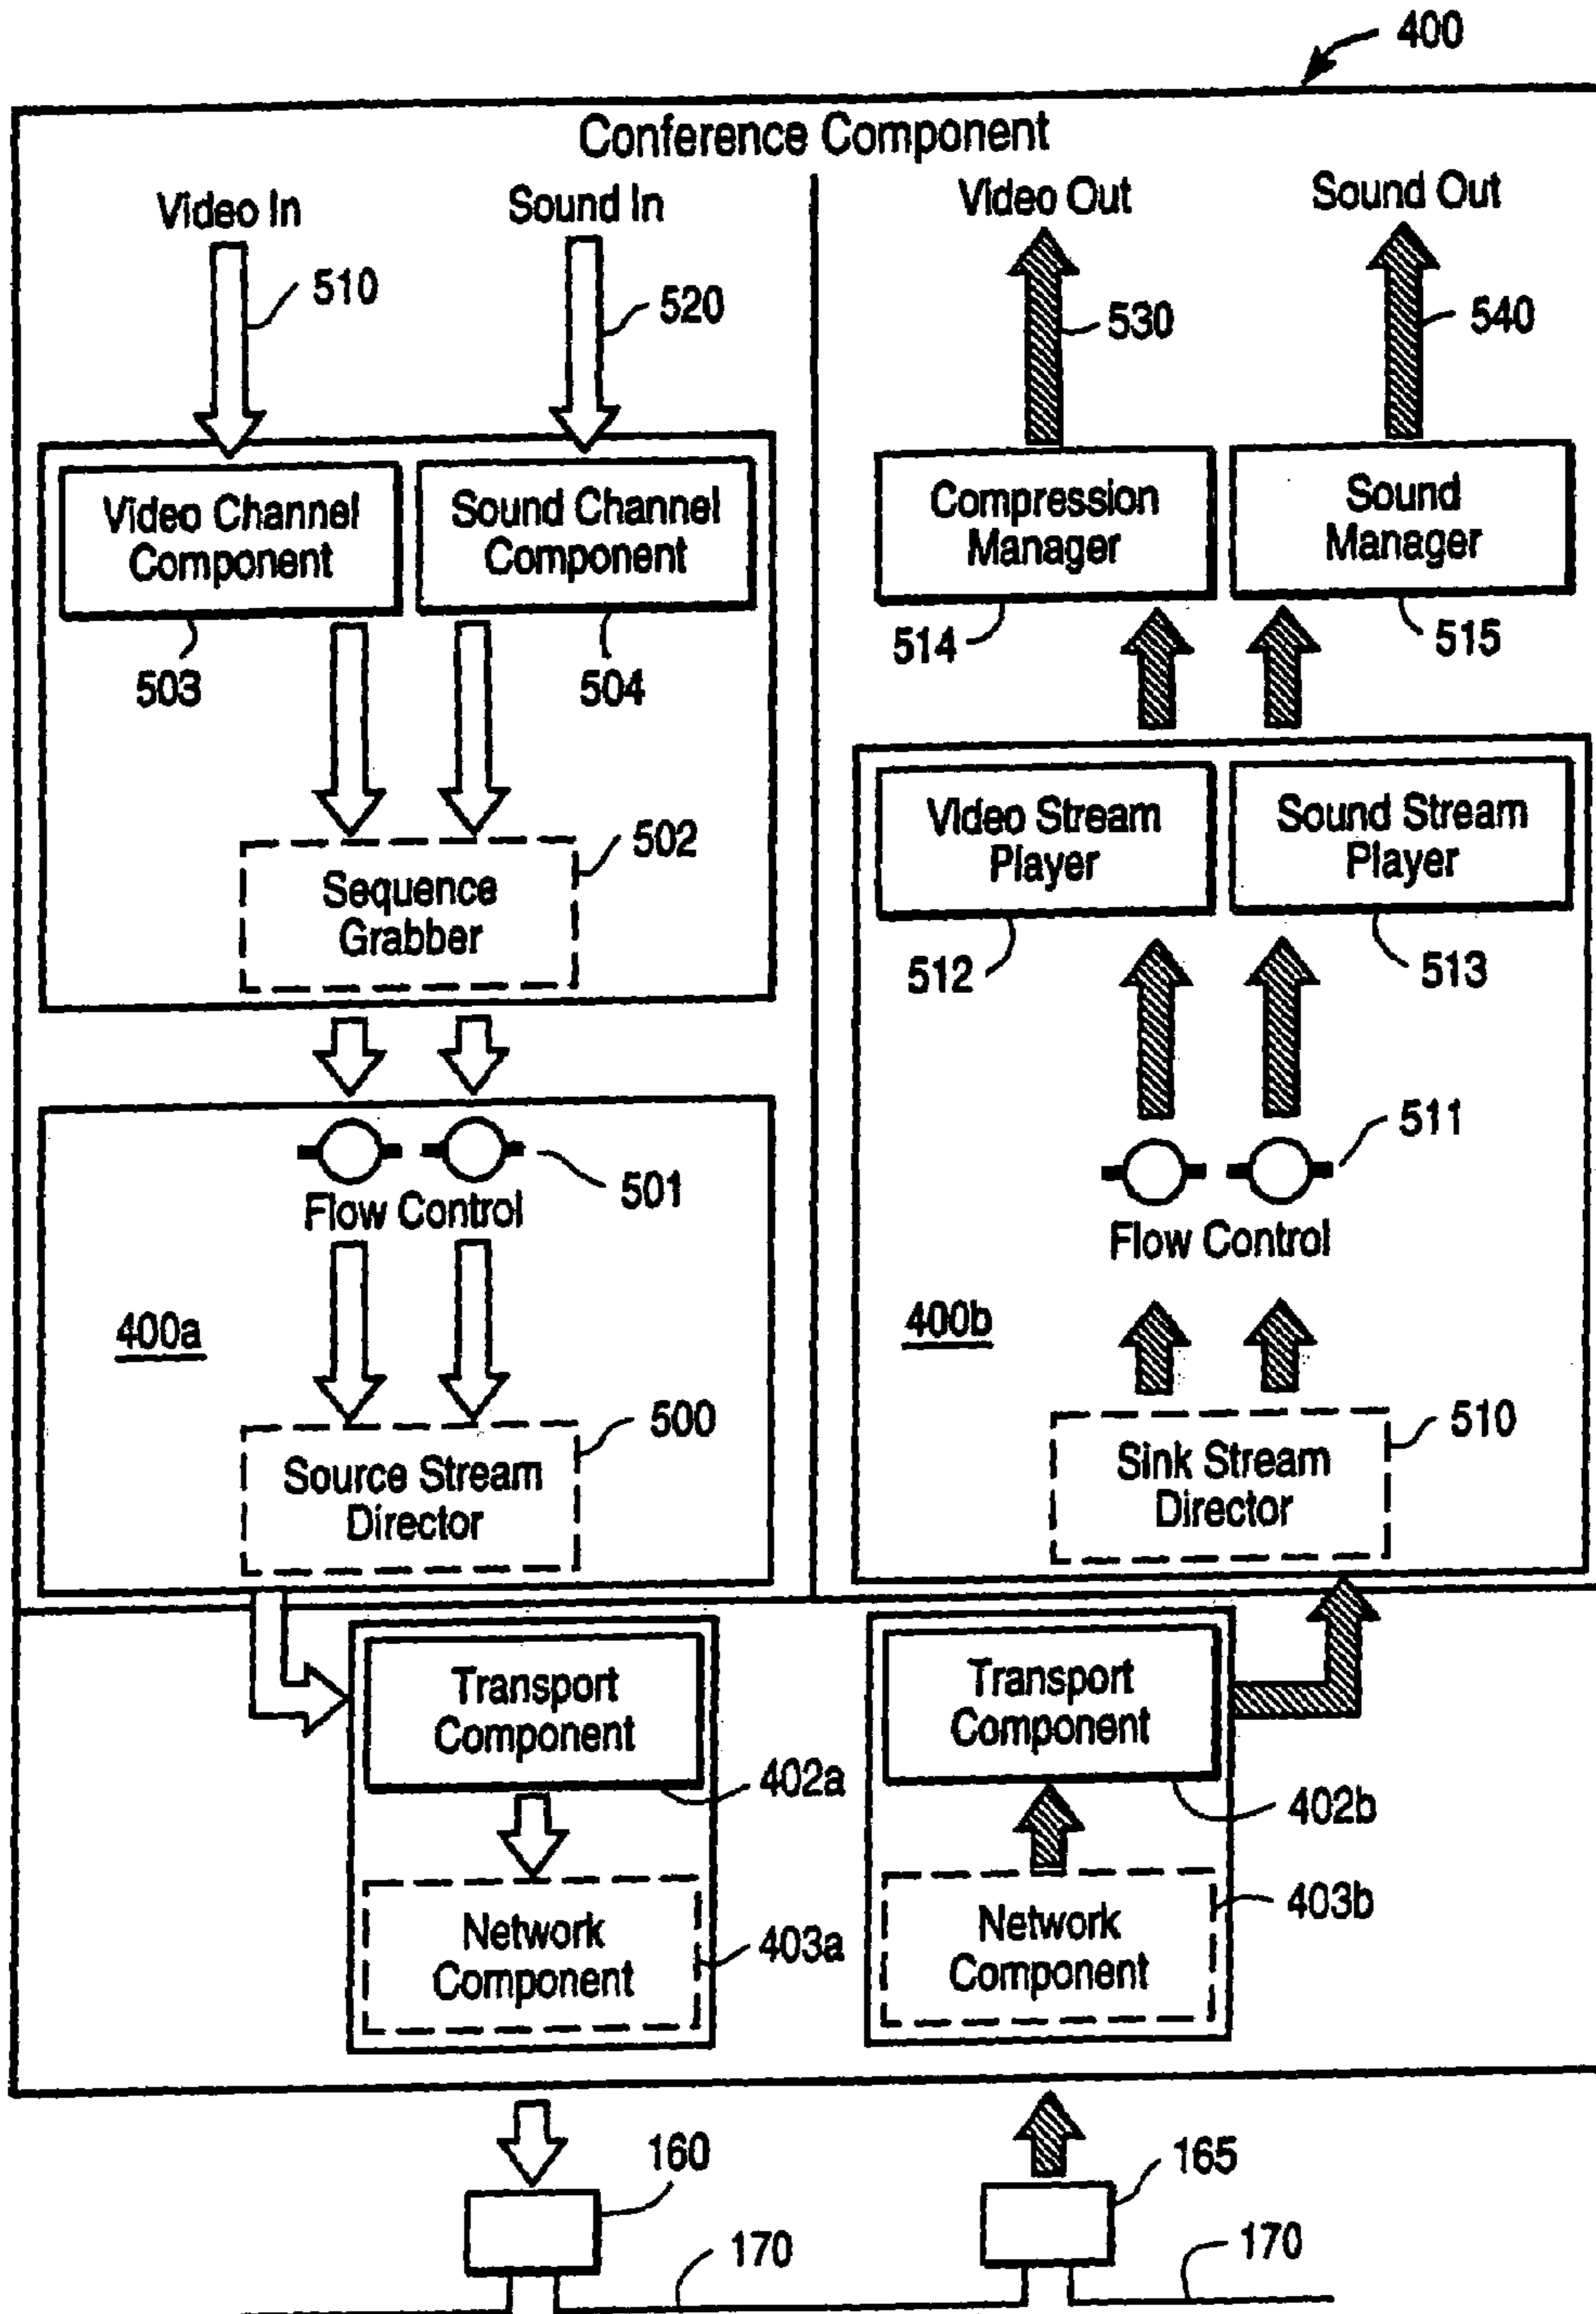 400
Conference Component
Video In
Sound In
Video Out
Sound Out
510
520
530
540
Video Channel
Component
Sound Channel
Component
Compression
Manager
Sound
Manager
503
504
514
515
Sequence
Grabber
502
Video Stream
Player
Sound Stream
Player
512
513
501
Flow Control
511
Flow Control
400a
400b
500
Source Stream
Director
510
Sink Stream
Director
Transport
Component
402a
Transport
Component
402b
Network
Component
403a
Network
Component
403b
160
165
170
170